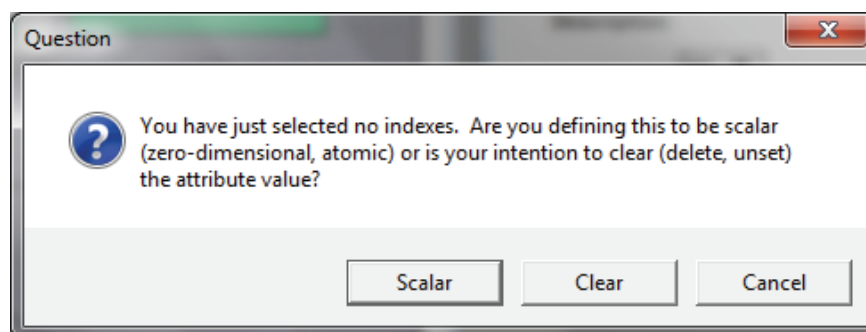 Question
You have just selected no indexes.  Are you defining this to be scalar
(zero-dimensional, atomic) or is your intention to clear (delete, unset)
the attribute value?
Scalar Clear Cancel